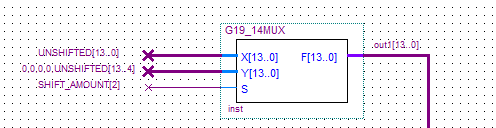 G19_14MUX
UNSHIFTED[13..0]
X[13..0]
F[13..0]
out1[13..0]
0,0,0,0,UNSHIFTED[13..4]
Y[13..0]
SHIFT_AMOUNT[2]
S
inst